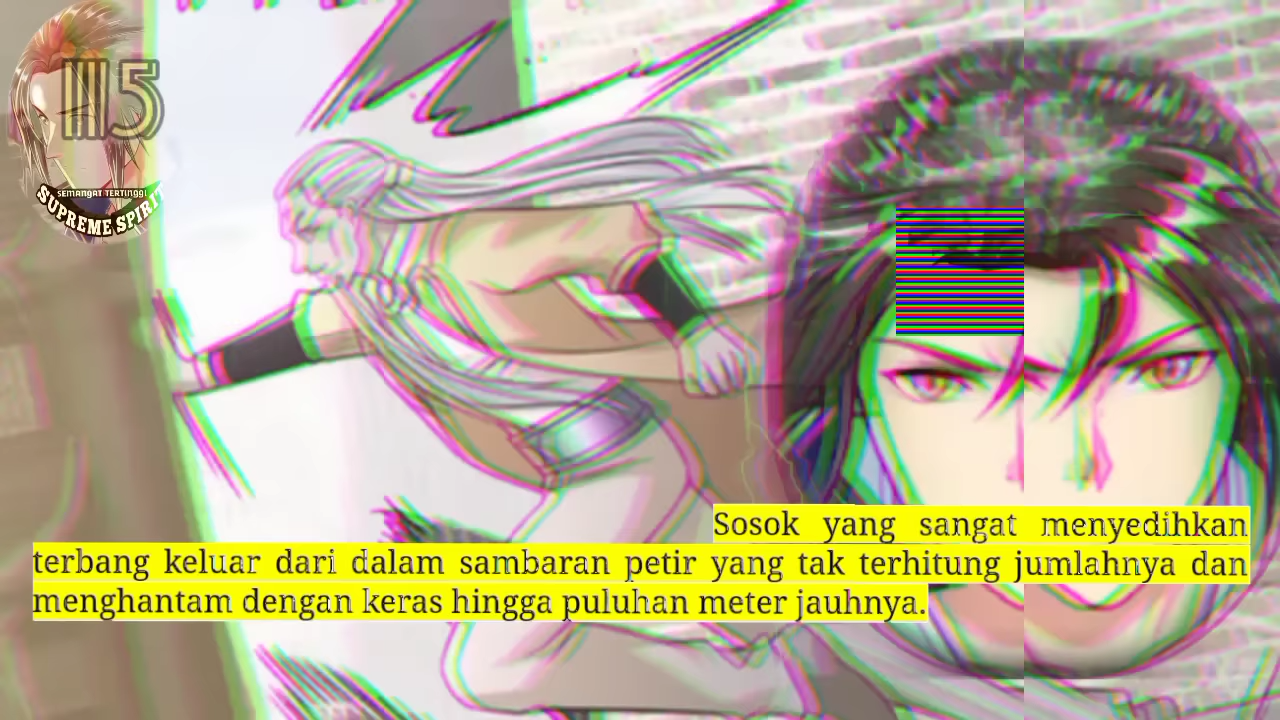 1115
SEMANGAT TERTINGGI
SUPREME SPIRIT
Sosok yang sangat menyedihkan
terbang keluar dari dalam sambaran petir yang tak terhitung jumlahnya dan
menghantam dengan keras hingga puluhan meter jauhnya.